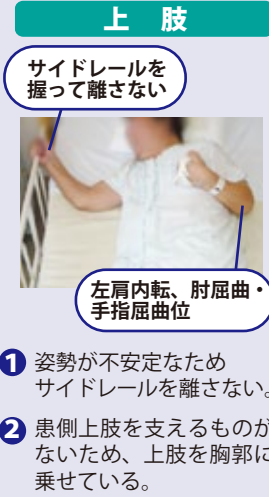 上 肢
サイドレールを
握って離さない
左肩内転、肘屈曲・
手指屈曲位
1 姿勢が不安定なため
サイドレールを離さない。
2 患側上肢を支えるものが
ないため、上肢を胸郭に
乗せている。